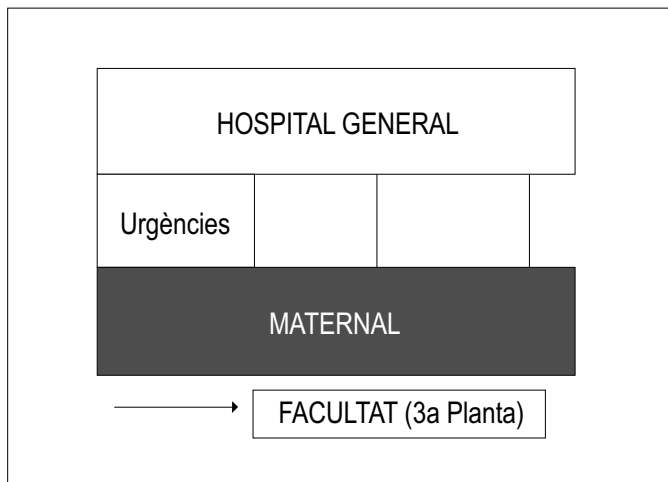 HOSPITAL GENERAL
Urgències
MATERNAL
FACULTAT (3a Planta)